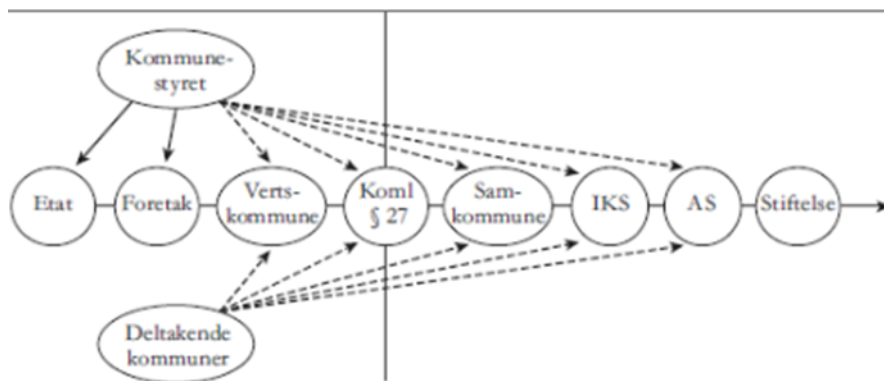 Kommune-
styret
Etat
Foretak
Verts-
kommune
Koml
§ 27
Sam-
kommune
IKS
AS
Stiftelse
Deltakende
kommuner